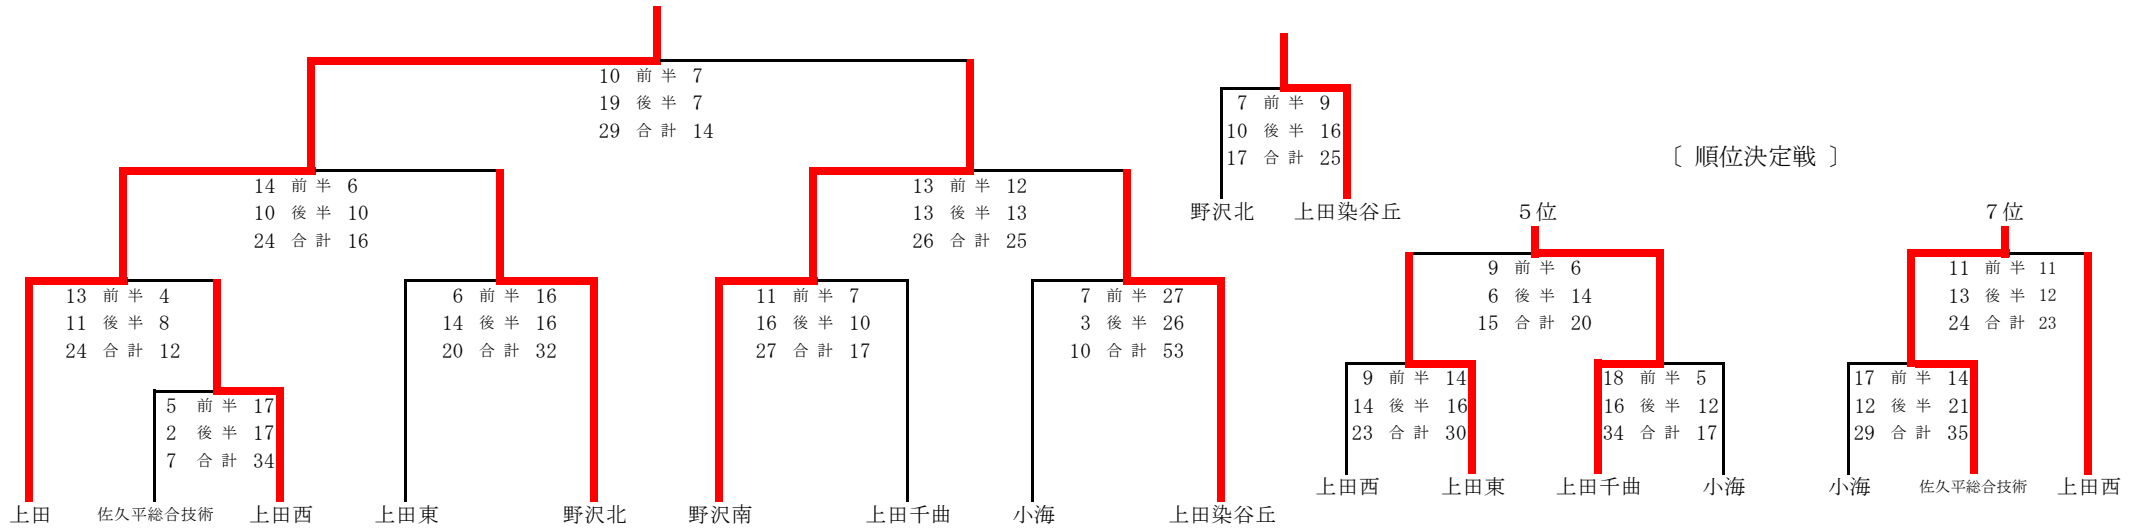 10 前半 7
19 後半 7
29 合計 14
7 前半 9
10 後半 16
17 合計 25
野沢北 上田染谷丘
〔 順位決定戦 〕
14 前半 6
10 後半 10
24 合計 16
13 前半 12
13 後半 13
26 合計 25
5位 7位
9 前半 6
6 後半 14
15 合計 20
11 前半 11
13 後半 12
24 合計 23
13 前半 4
11 後半 8
24 合計 12
6 前半 16
14 後半 16
20 合計 32
11 前半 7
16 後半 10
27 合計 17
7 前半 27
3 後半 26
10 合計 53
9 前半 14
14 後半 16
23 合計 30
18 前半 5
16 後半 12
34 合計 17
17 前半 14
12 後半 21
29 合計 35
5 前半 17
2 後半 17
7 合計 34
上田西 上田東 上田千曲 小海 小海 佐久平総合技術 上田西
上田 佐久平総合技術 上田西 上田東 野沢北 野沢南 上田千曲 小海 上田染谷丘